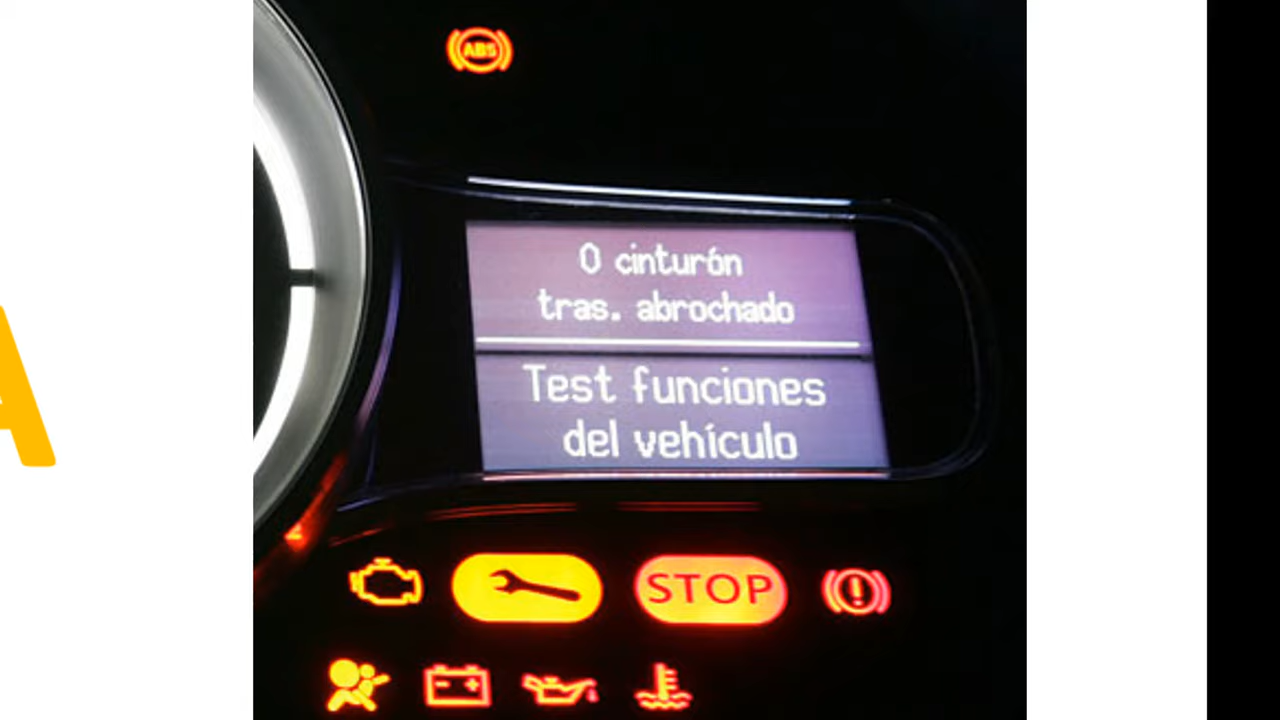 ABS
0 cinturón
tras. abrochado
Test funciones
del vehículo
STOP
A